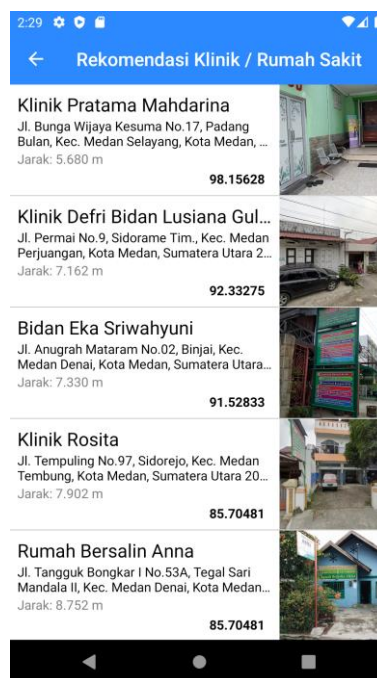 2:29
Rekomendasi Klinik / Rumah Sakit
Klinik Pratama Mahdarina
Jl. Bunga Wijaya Kesuma No.17, Padang
Bulan, Kec. Medan Selayang, Kota Medan, ...
Jarak: 5.680 m
98.15628
Klinik Defri Bidan Lusiana Gul...
Jl. Permai No.9, Sidorame Tim., Kec. Medan
Perjuangan, Kota Medan, Sumatera Utara 2...
Jarak: 7.162 m
92.33275
Bidan Eka Sriwahyuni
Jl. Anugrah Mataram No.02, Binjai, Kec.
Medan Denai, Kota Medan, Sumatera Utara...
Jarak: 7.330 m
91.52833
Klinik Rosita
Jl. Tempuling No.97, Sidorejo, Kec. Medan
Tembung, Kota Medan, Sumatera Utara 20...
Jarak: 7.902 m
85.70481
Rumah Bersalin Anna
Jl. Tangguk Bongkar I No.53A, Tegal Sari
Mandala II, Kec. Medan Denai, Kota Medan...
Jarak: 8.752 m
85.70481